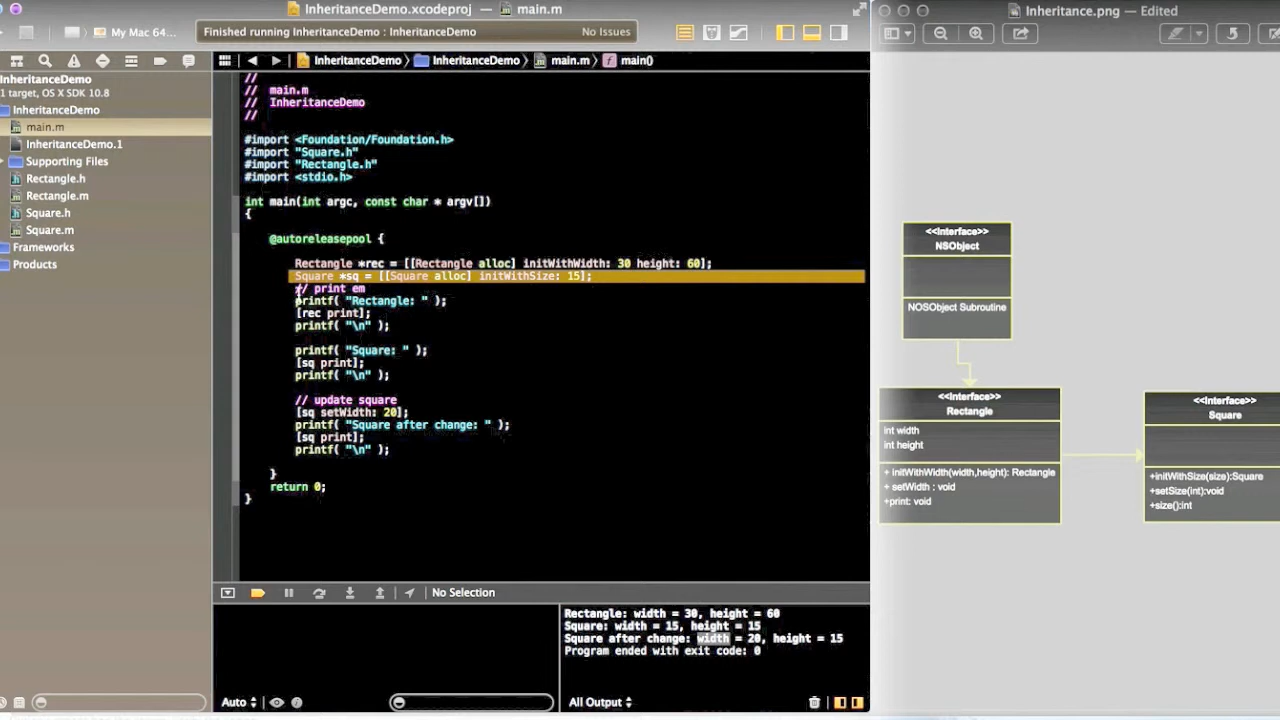 InheritanceDemo.xcodeproj — main.m
My Mac 64...
Finished running InheritanceDemo : InheritanceDemo
No Issues
InheritanceDemo
InheritanceDemo
main.m
main()
InheritanceDemo
1 target, OS X SDK 10.8
InheritanceDemo
main.m
InheritanceDemo.1
Supporting Files
Rectangle.h
Rectangle.m
Square.h
Square.m
Frameworks
Products
//
// main.m
// InheritanceDemo
//
#import <Foundation/Foundation.h>
#import "Square.h"
#import "Rectangle.h"
#import <stdio.h>
int main(int argc, const char * argv[])
{
@autoreleasepool {
Rectangle *rec = [[Rectangle alloc] initWithWidth: 30 height: 60];
Square *sq = [[Square alloc] initWithSize: 15];
// print em
printf( "Rectangle: " );
[rec print];
printf( "\n" );
printf( "Square: " );
[sq print];
printf( "\n" );
// update square
[sq setWidth: 20];
printf( "Square after change: " );
[sq print];
printf( "\n" );
}
return 0;
}
No Selection
Rectangle: width = 30, height = 60
Square: width = 15, height = 15
Square after change: width = 20, height = 15
Program ended with exit code: 0
Auto
All Output
Inheritance.png — Edited
<<Interface>>
NSObject
NOSObject Subroutine
<<Interface>>
Rectangle
int width
int height
+ initWithWidth(width,height): Rectangle
+ setWidth : void
+print: void
<<Interface>>
Square
+initWithSize(size):Square
+setSize(int):void
+size():int